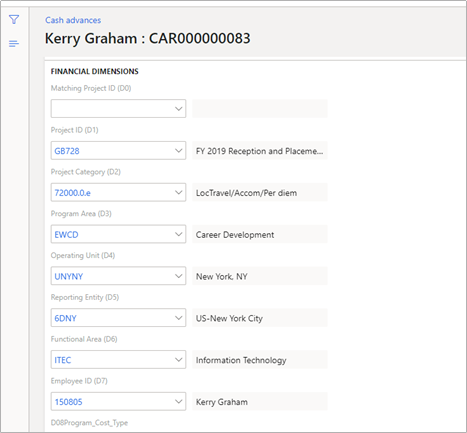 Cash advances
Kerry Graham : CAR000000083
FINANCIAL DIMENSIONS
Matching Project ID (D0)
Project ID (D1)
GB728 FY 2019 Reception and Placeme...
Project Category (D2)
72000.0.e LocTravel/Accom/Per diem
Program Area (D3)
EWCD Career Development
Operating Unit (D4)
UNYNY New York, NY
Reporting Entity (D5)
6DNY US-New York City
Functional Area (D6)
ITEC Information Technology
Employee ID (D7)
150805 Kerry Graham
D08Program_Cost_Type